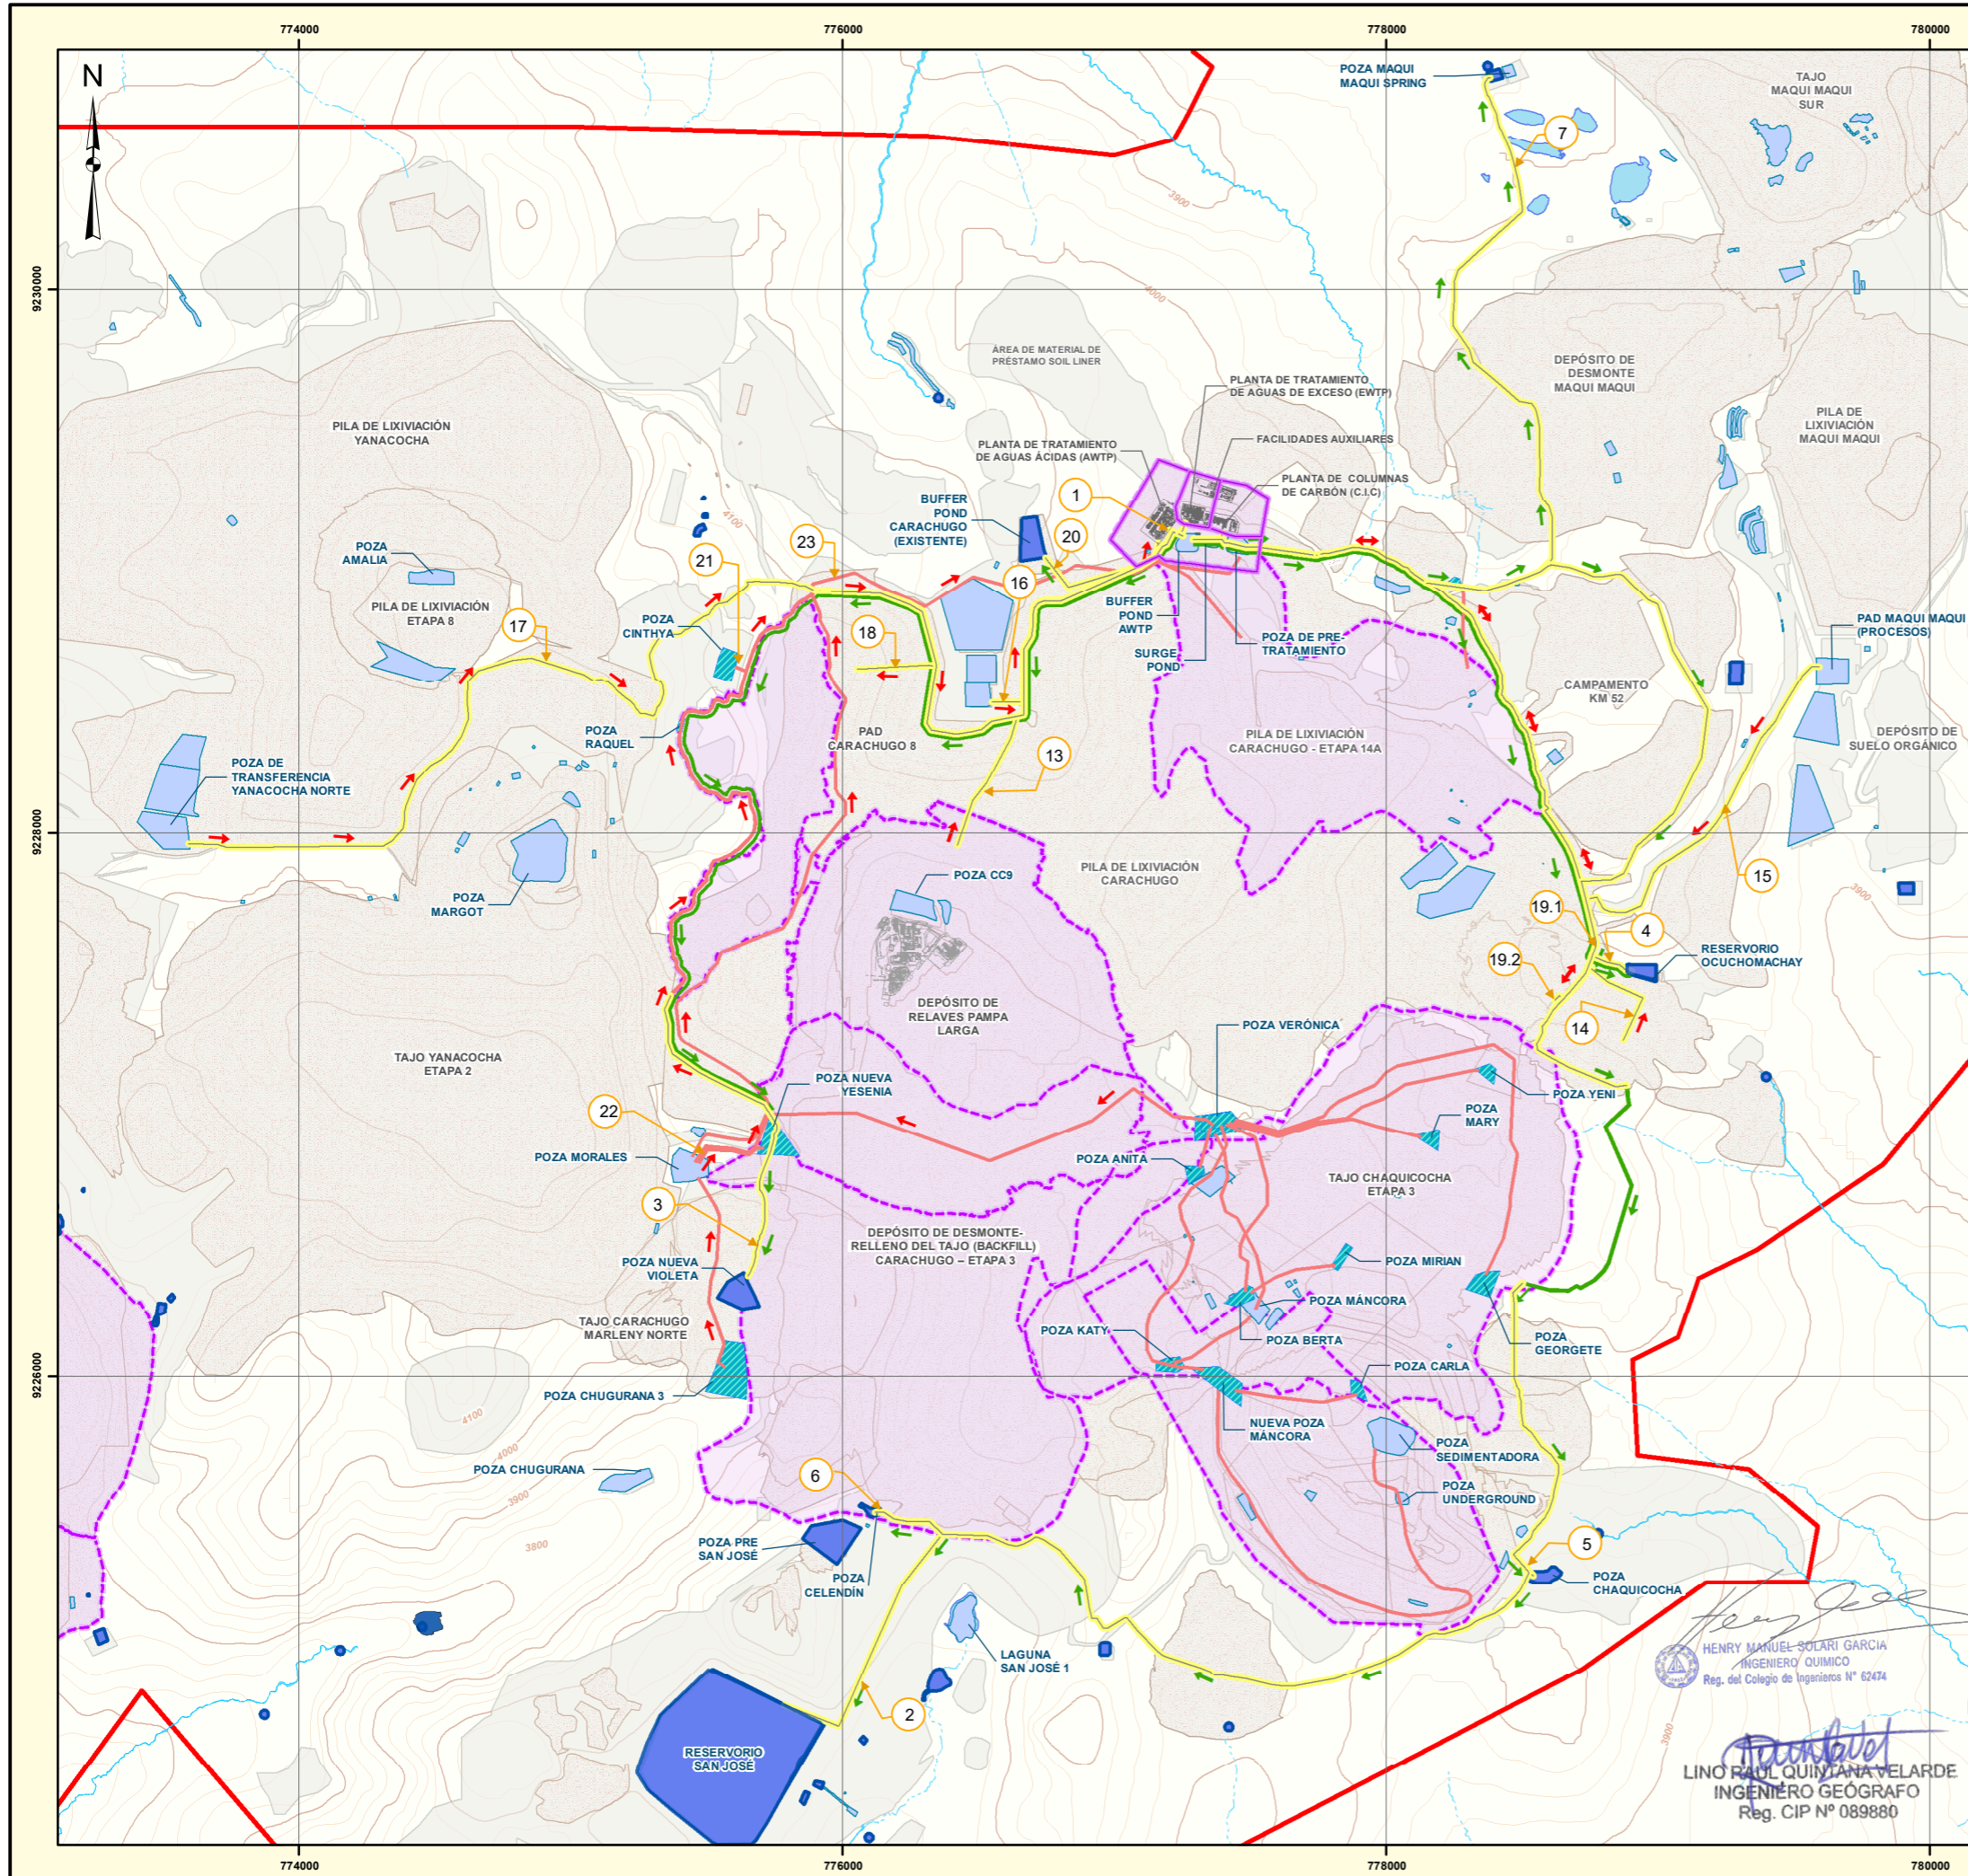 774000
776000
778000
780000
N
POZA MAQUI
MAQUI SPRING
TAJO
MAQUI MAQUI
SUR
7
3900
9230000
4000
ÁREA DE MATERIAL DE
PRÉSTAMO SOIL LINER
DEPÓSITO DE
DESMONTE
MAQUI MAQUI
PLANTA DE TRATAMIENTO
DE AGUAS DE EXCESO (EWTP)
PILA DE LIXIVIACIÓN
YANACOCHA
PILA DE
LIXIVIACIÓN
MAQUI MAQUI
PLANTA DE TRATAMIENTO
DE AGUAS ÁCIDAS (AWTP)
FACILIDADES AUXILIARES
PLANTA DE COLUMNAS
DE CARBÓN (C.I.C)
1
BUFFER
POND
CARACHUGO
(EXISTENTE)
4100
POZA
AMALIA
23
20
21
16
PILA DE LIXIVIACIÓN
ETAPA 8
17
POZA
CINTHYA
18
BUFFER
POND
AWTP
SURGE
POND
POZA DE PRE-
TRATAMIENTO
PAD MAQUI MAQUI
(PROCESOS)
CAMPAMENTO
KM 52
POZA
RAQUEL
PAD
CARACHUGO 8
PILA DE LIXIVIACIÓN
CARACHUGO - ETAPA 14A
DEPÓSITO DE
SUELO ORGÁNICO
POZA DE
TRANSFERENCIA
YANACOCHA NORTE
13
9228000
POZA CC9
PILA DE LIXIVIACIÓN
CARACHUGO
15
3900
POZA
MARGOT
19.1
4
RESERVORIO
OCUCHOMACHAY
19.2
DEPÓSITO DE
RELAVES PAMPA
LARGA
POZA VERÓNICA
14
TAJO YANACOCHA
ETAPA 2
POZA NUEVA
YESENIA
POZA YENI
22
POZA
MARY
POZA MORALES
POZA ANITA
TAJO CHAQUICOCHA
ETAPA 3
3
DEPÓSITO DE DESMONTE-
RELLENO DEL TAJO (BACKFILL)
CARACHUGO – ETAPA 3
POZA NUEVA
VIOLETA
POZA MIRIAN
TAJO CARACHUGO
MARLENY NORTE
POZA MÁNCORA
POZA KATY
POZA BERTA
POZA
GEORGETE
9226000
POZA CHUGURANA 3
POZA CARLA
4100
NUEVA POZA
MÁNCORA
4000
POZA
SEDIMENTADORA
POZA CHUGURANA
6
3900
POZA
UNDERGROUND
3800
POZA PRE
SAN JOSÉ
5
POZA
CELENDÍN
POZA
CHAQUICOCHA
LAGUNA
SAN JOSÉ 1
HENRY MANUEL SOLARI GARCIA
INGENIERO QUIMICO
Reg. del Colegio de Ingenieros N° 62474
2
3900
RESERVORIO
SAN JOSÉ
LINO RAUL QUINTANA VELARDE
INGENIERO GEÓGRAFO
Reg. CIP Nº 089880
774000
776000
778000
780000